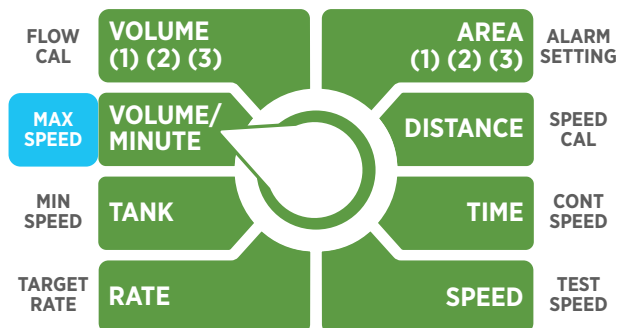 FLOW
CAL
VOLUME
(1) (2) (3)
AREA
(1) (2) (3)
ALARM
SETTING
MAX
SPEED
VOLUME/
MINUTE
DISTANCE
SPEED
CAL
MIN
SPEED
TANK
TIME
CONT
SPEED
TARGET
RATE
RATE
SPEED
TEST
SPEED